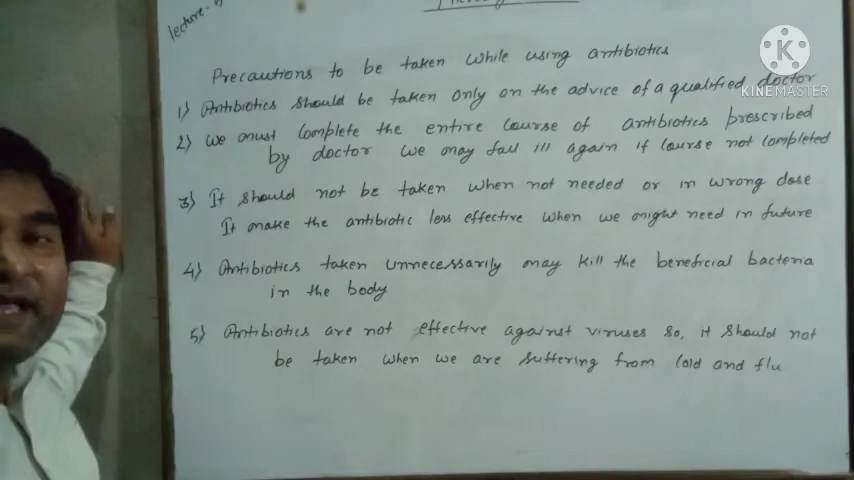 lecture-
Precautions to be taken while using antibiotics
1) Antibiotics should be taken only on the advice of a qualified doctor
2) We must complete the entire course of antibiotics prescribed
by doctor we may fall ill again if course not completed
3) It should not be taken when not needed or in wrong dose
It make the antibiotic less effective when we might need in future
4) Antibiotics taken unnecessarily may kill the beneficial bacteria
in the body
5) Antibiotics are not effective against viruses so, it should not
be taken when we are suffering from cold and flu
KINEMASTER